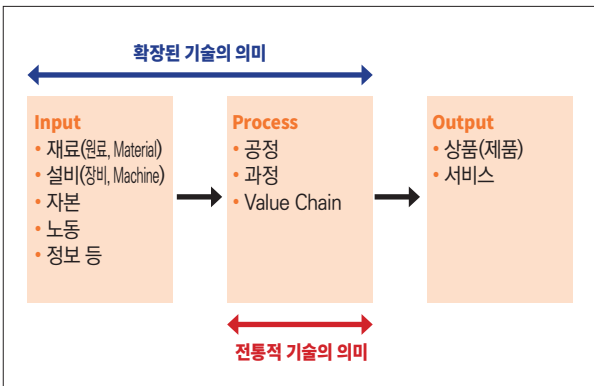 확장된 기술의 의미
Input
• 재료(원료, Material)
• 설비(장비, Machine)
• 자본
• 노동
• 정보 등
Process
• 공정
• 과정
• Value Chain
Output
• 상품(제품)
• 서비스
전통적 기술의 의미